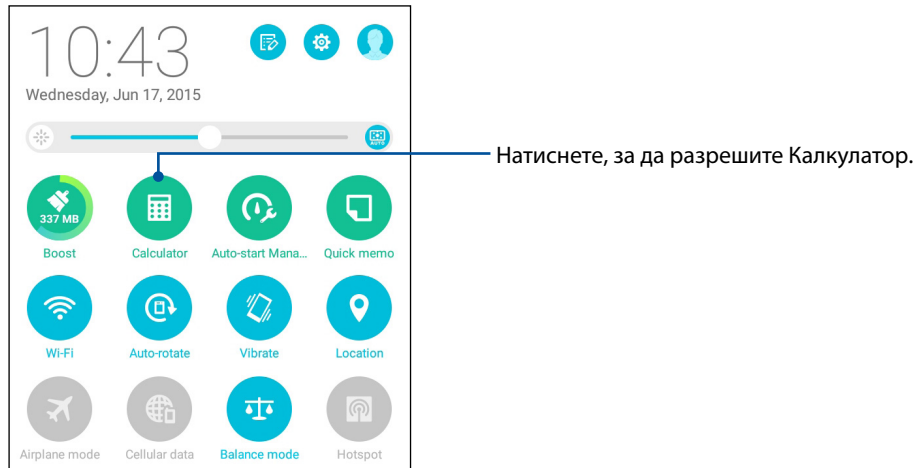 10:43
Wednesday, Jun 17, 2015
AUTO
Натиснете, за да разрешите Калкулатор.
337 MB
Boost
Calculator
Auto-start Mana...
Quick memo
Wi-Fi
Auto-rotate
Vibrate
Location
Airplane mode
Cellular data
Balance mode
Hotspot